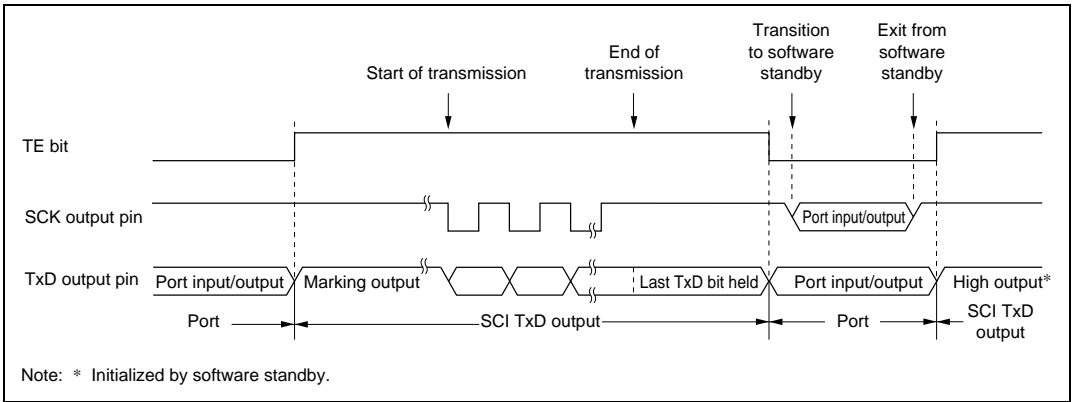 Start of transmission
End of
transmission
Transition
to software
standby
Exit from
software
standby
TE bit
SCK output pin
Port input/output
TxD output pin
Port input/output
Marking output
Last TxD bit held
Port input/output
High output*
Port
SCI TxD output
Port
SCI TxD
output
Note: * Initialized by software standby.